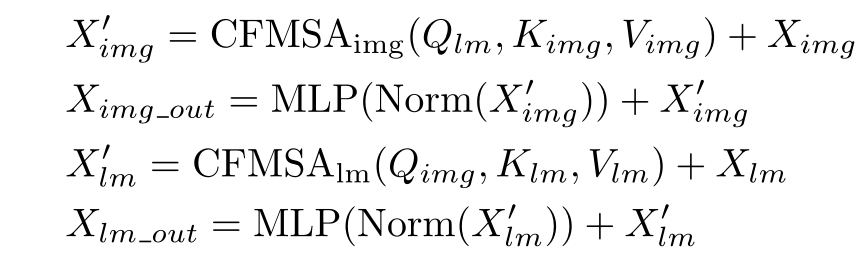 X'_{img} = CFMSA_{img}(Q_{lm}, K_{img}, V_{img}) + X_{img}
X_{img\_out} = MLP(Norm(X'_{img})) + X'_{img}
X'_{lm} = CFMSA_{lm}(Q_{img}, K_{lm}, V_{lm}) + X_{lm}
X_{lm\_out} = MLP(Norm(X'_{lm})) + X'_{lm}